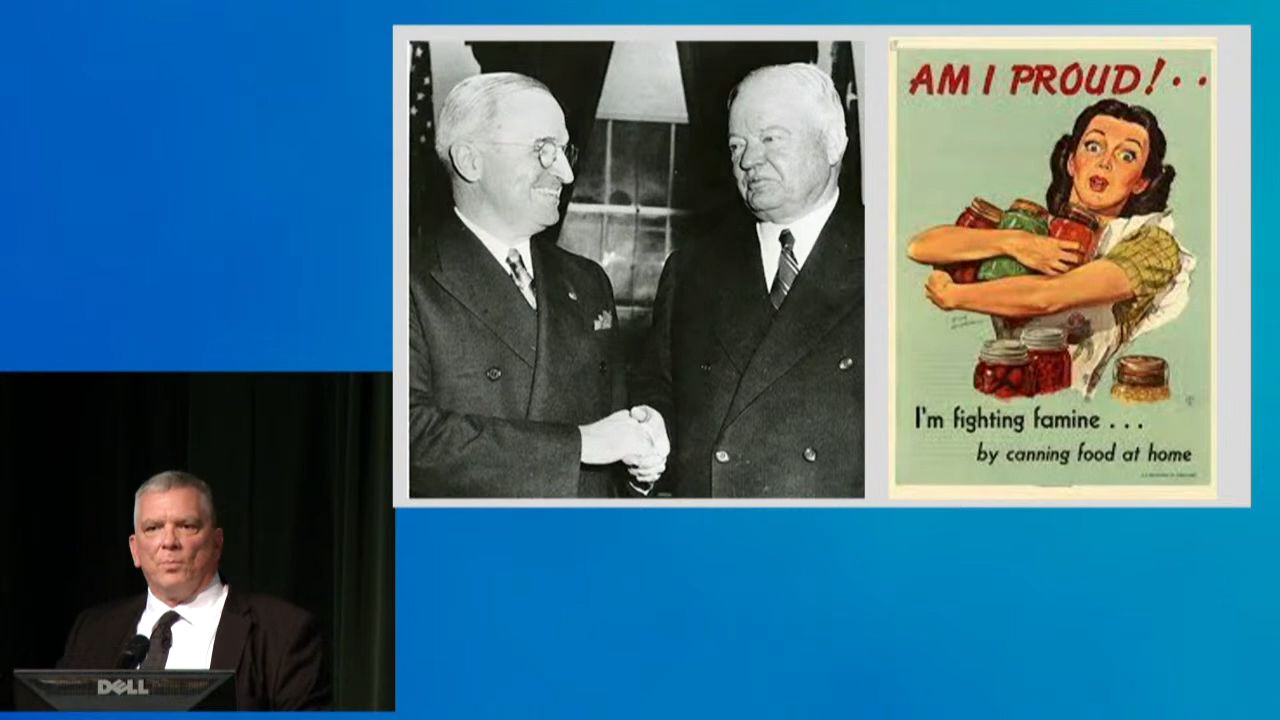 AM I PROUD! . .
I'm fighting famine . . .
by canning food at home
DELL